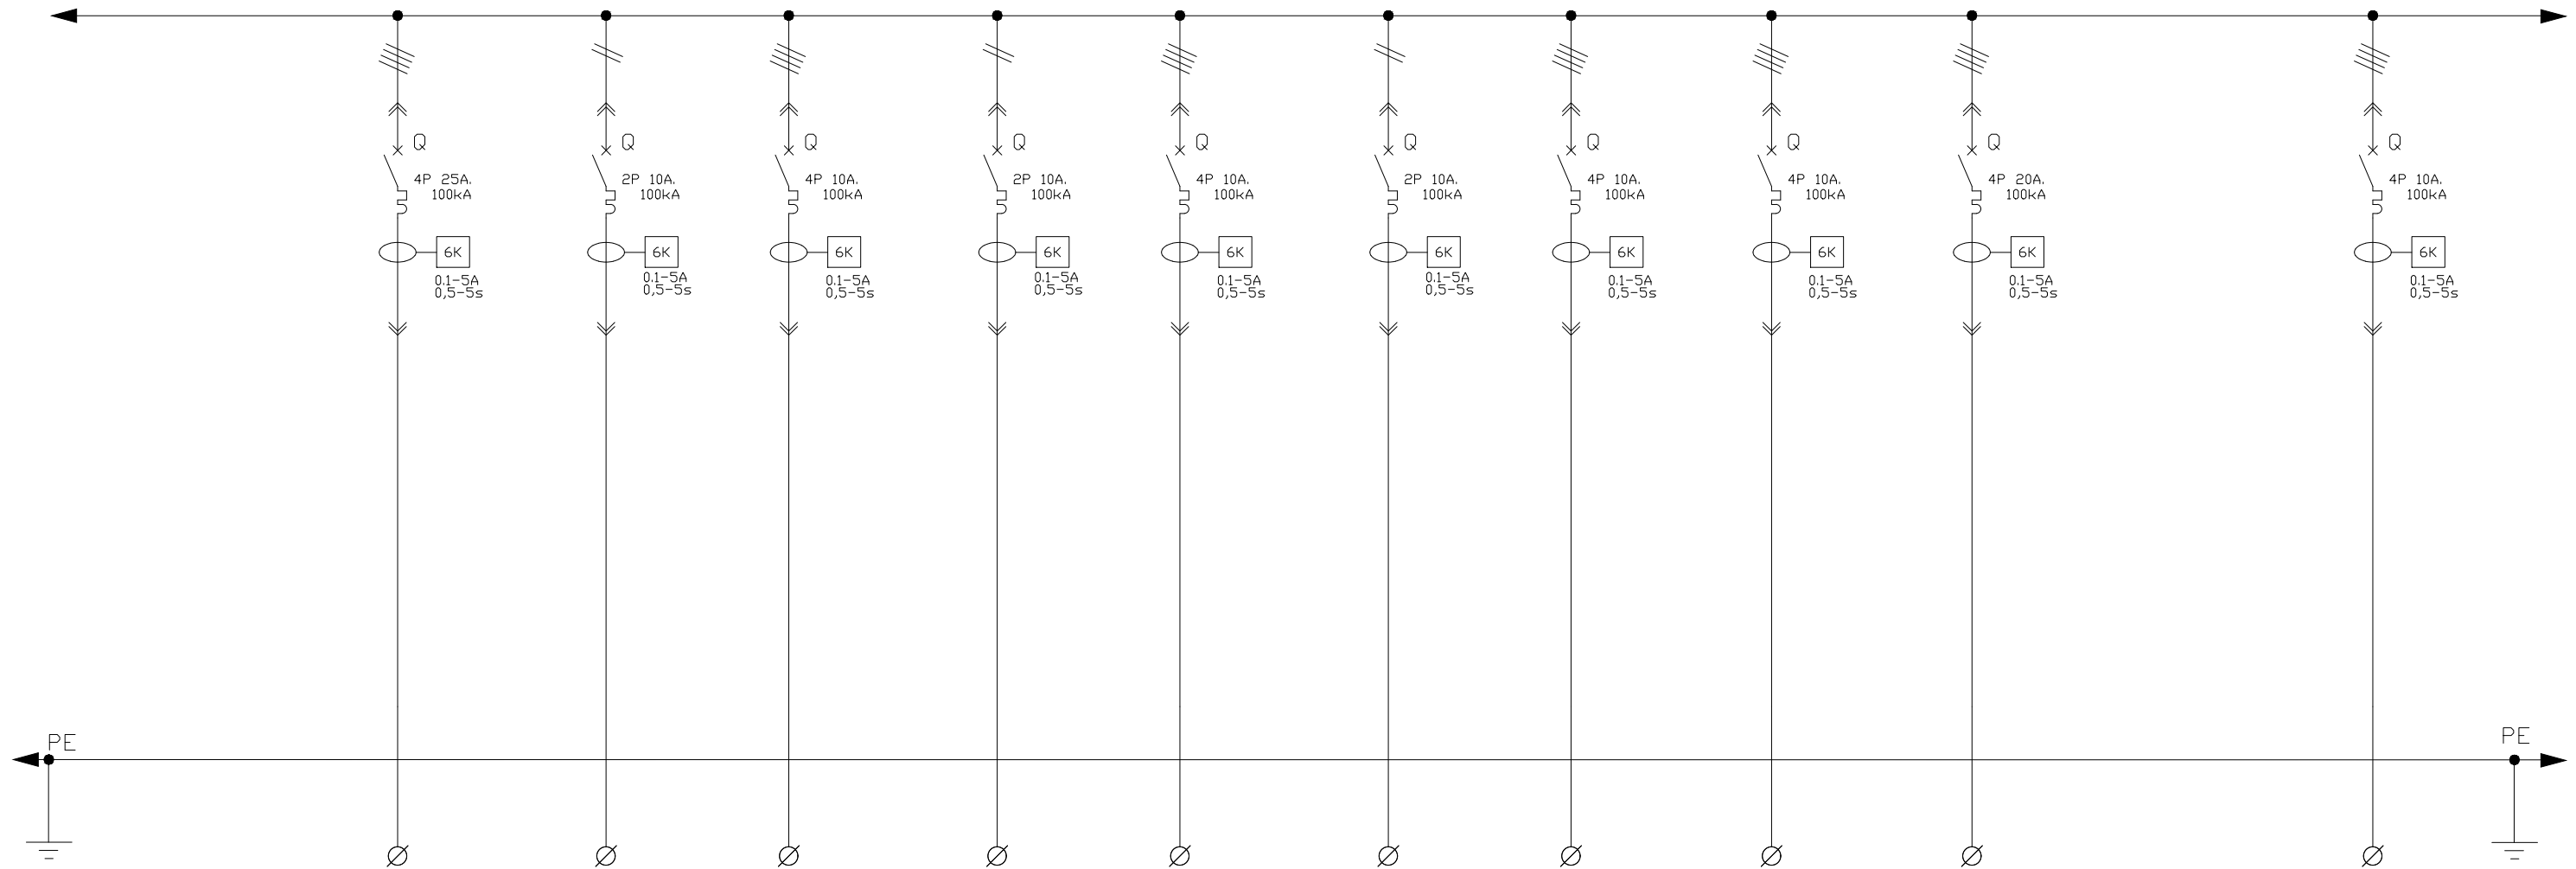 Q
4P 25A.
100kA
6K
0.1-5A
0,5-5s
Q
2P 10A.
100kA
6K
0.1-5A
0,5-5s
Q
4P 10A.
100kA
6K
0.1-5A
0,5-5s
Q
2P 10A.
100kA
6K
0.1-5A
0,5-5s
Q
4P 10A.
100kA
6K
0.1-5A
0,5-5s
Q
2P 10A.
100kA
6K
0.1-5A
0,5-5s
Q
4P 10A.
100kA
6K
0.1-5A
0,5-5s
Q
4P 10A.
100kA
6K
0.1-5A
0,5-5s
Q
4P 20A.
100kA
6K
0.1-5A
0,5-5s
Q
4P 10A.
100kA
6K
0.1-5A
0,5-5s
PE
PE